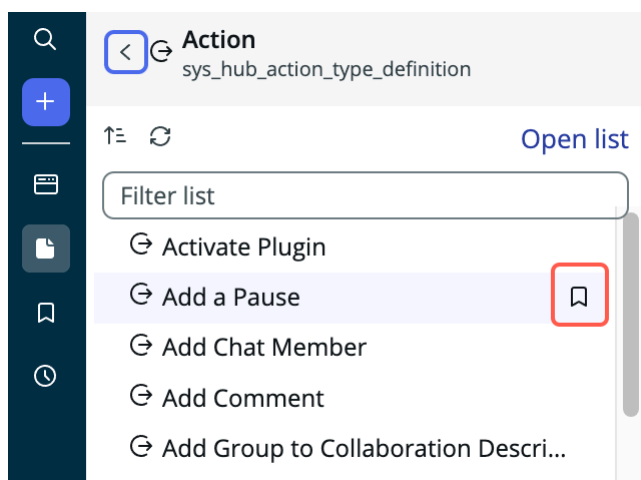 Action
sys_hub_action_type_definition
Open list
Filter list
Activate Plugin
Add a Pause
Add Chat Member
Add Comment
Add Group to Collaboration Descri...